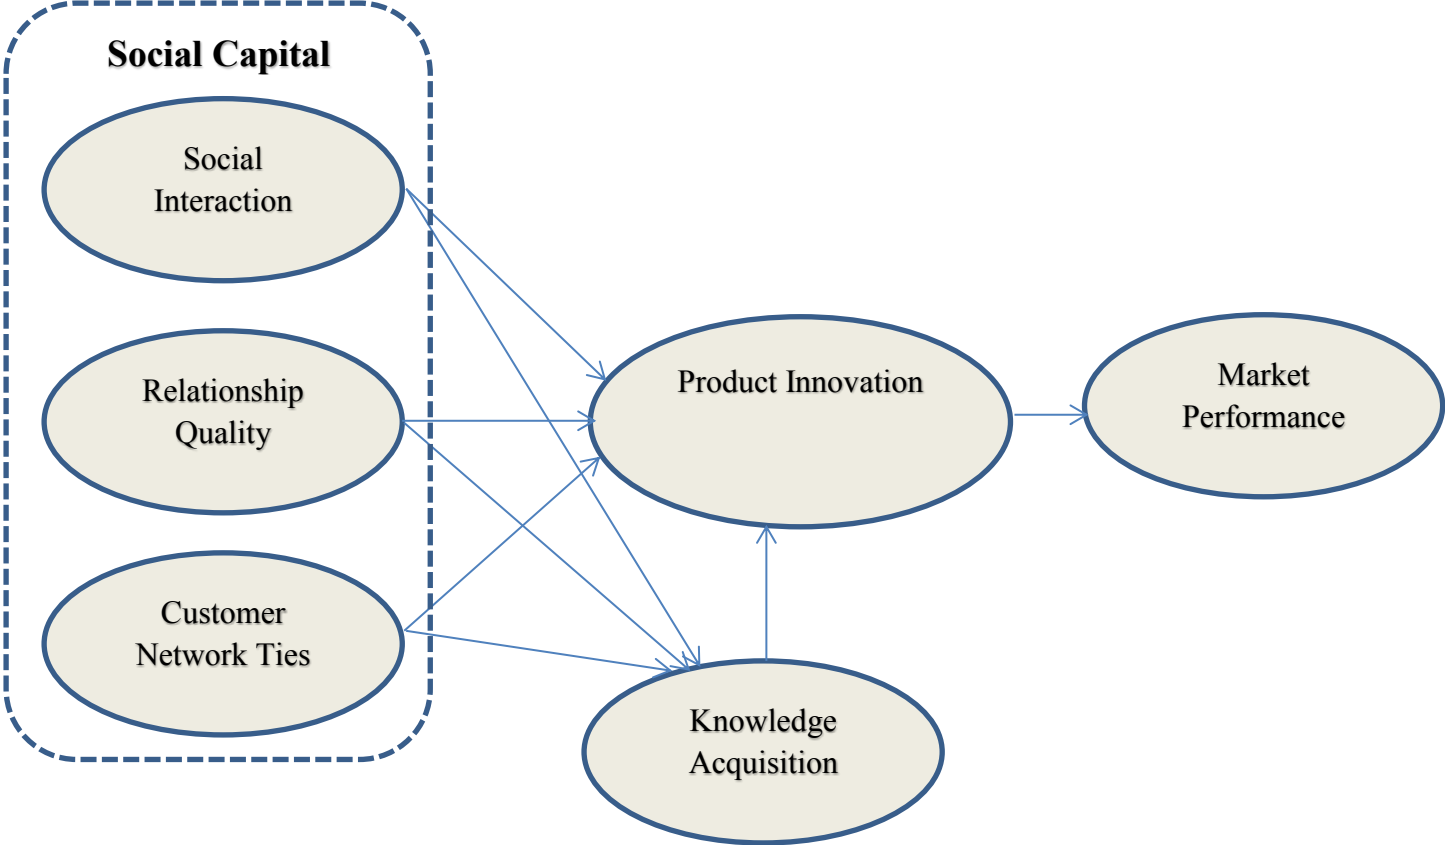 Social Capital
Social
Interaction
Relationship
Quality
Customer
Network Ties
Product Innovation
Market
Performance
Knowledge
Acquisition